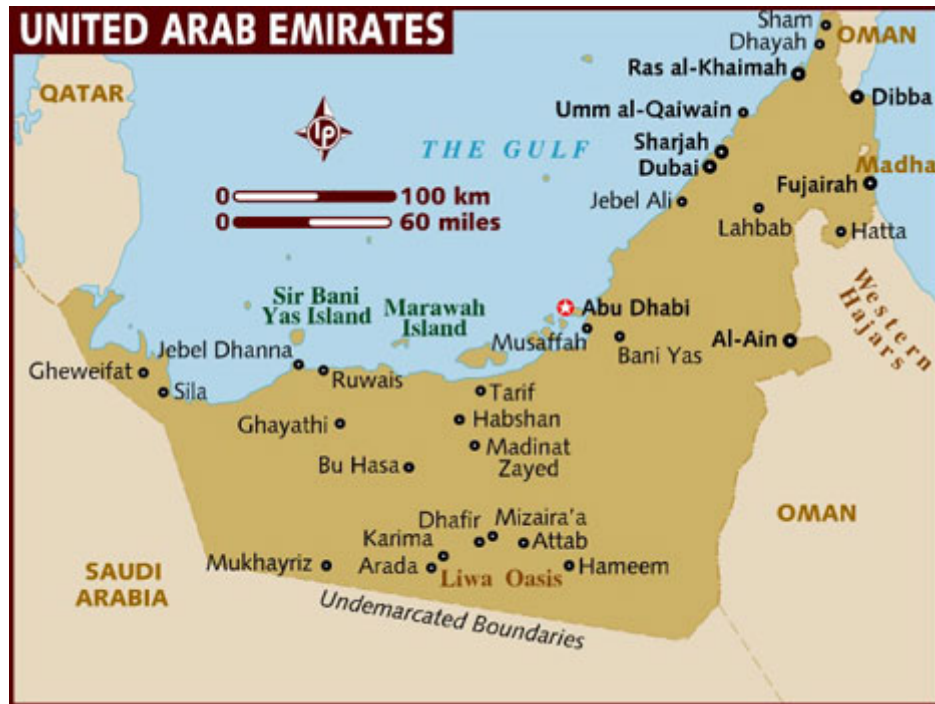 UNITED ARAB EMIRATES
Sham
Dhayah
OMAN
QATAR
Ras al-Khaimah
Dibba
Umm al-Qaiwain
lp
THE GULF
Sharjah
Dubai
Madha
Fujairah
0 100 km
0 60 miles
Jebel Ali
Lahbab
Hatta
Sir Bani
Yas Island
Marawah
Island
Abu Dhabi
Western
Hajars
Musaffah
Bani Yas
Al-Ain
Jebel Dhanna
Gheweifat
Ruwais
Sila
Tarif
Ghayathi
Habshan
Madinat
Zayed
Bu Hasa
Dhafir
Mizaira'a
OMAN
Karima
Attab
Mukhayriz
Arada
Liwa Oasis
Hameem
SAUDI
ARABIA
Undemarcated Boundaries